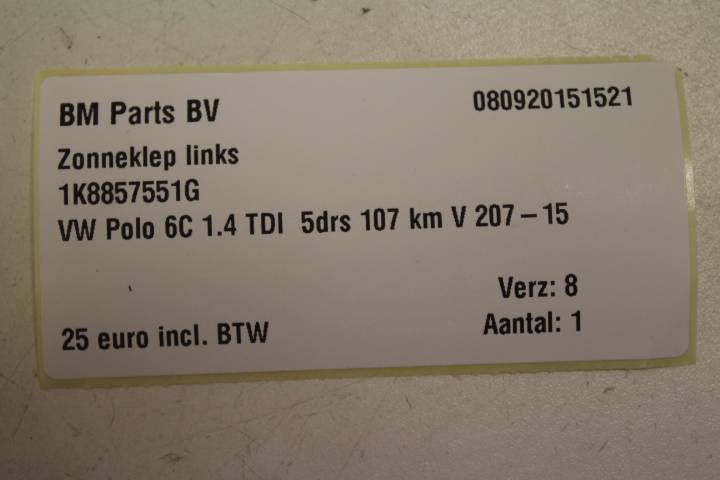 BM Parts BV 080920151521
Zonneklep links
1K8857551G
VW Polo 6C 1.4 TDI 5drs 107 km V 207-15
Verz: 8
25 euro incl. BTW Aantal: 1